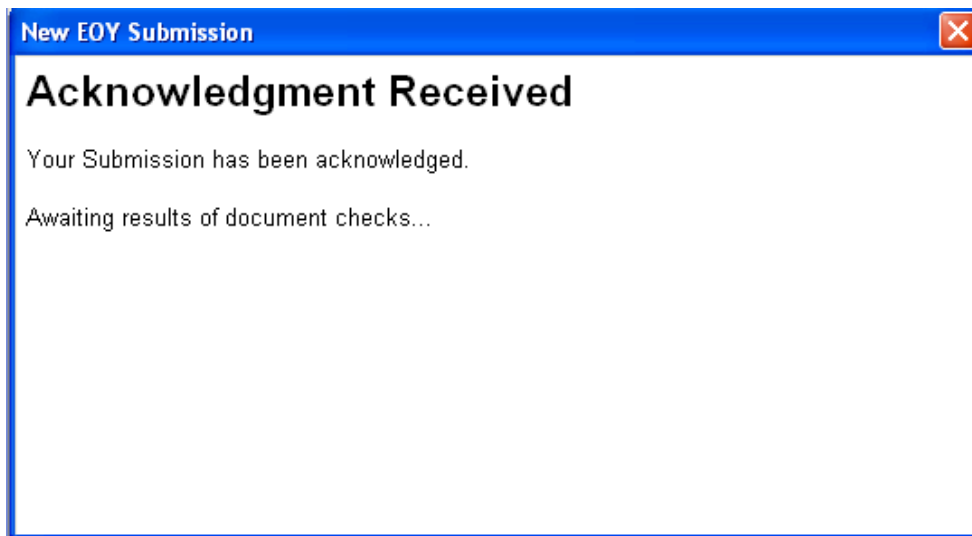 New EOY Submission
Acknowledgment Received
Your Submission has been acknowledged.
Awaiting results of document checks...